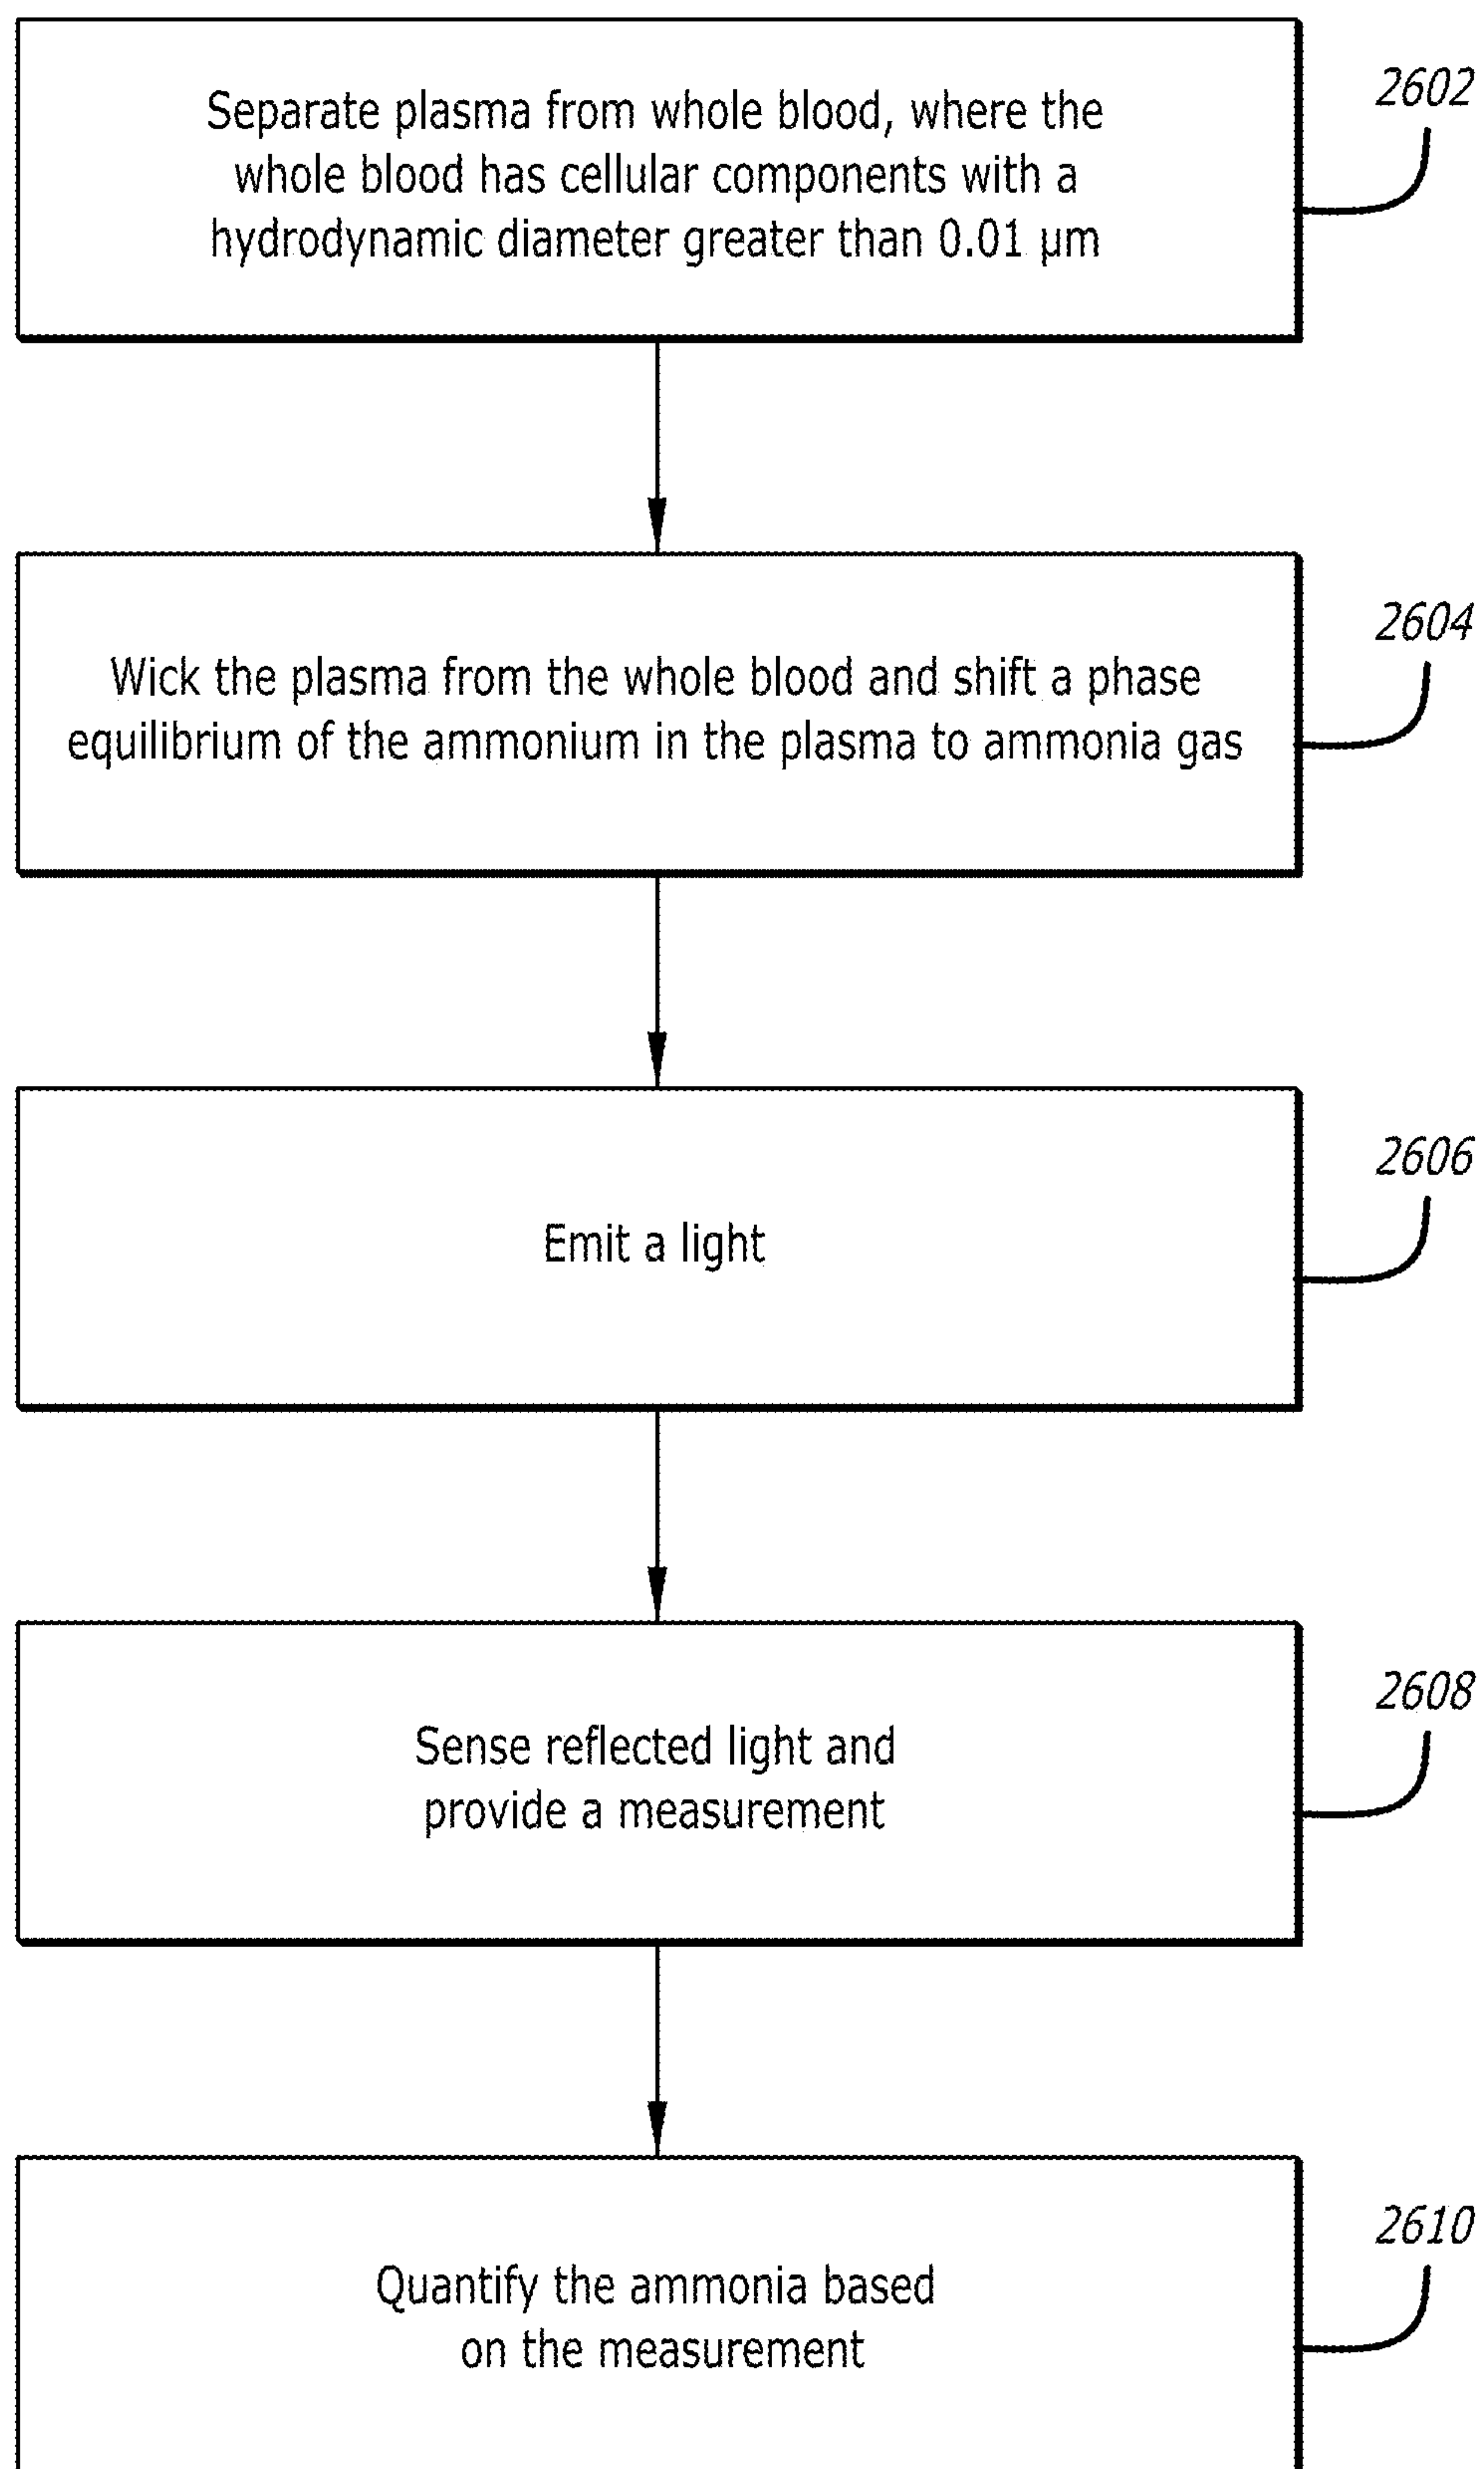 Separate plasma from whole blood, where the
whole blood has cellular components with a
hydrodynamic diameter greater than 0.01 µm
2602
Wick the plasma from the whole blood and shift a phase
equilibrium of the ammonium in the plasma to ammonia gas
2604
Emit a light
2606
Sense reflected light and
provide a measurement
2608
Quantify the ammonia based
on the measurement
2610